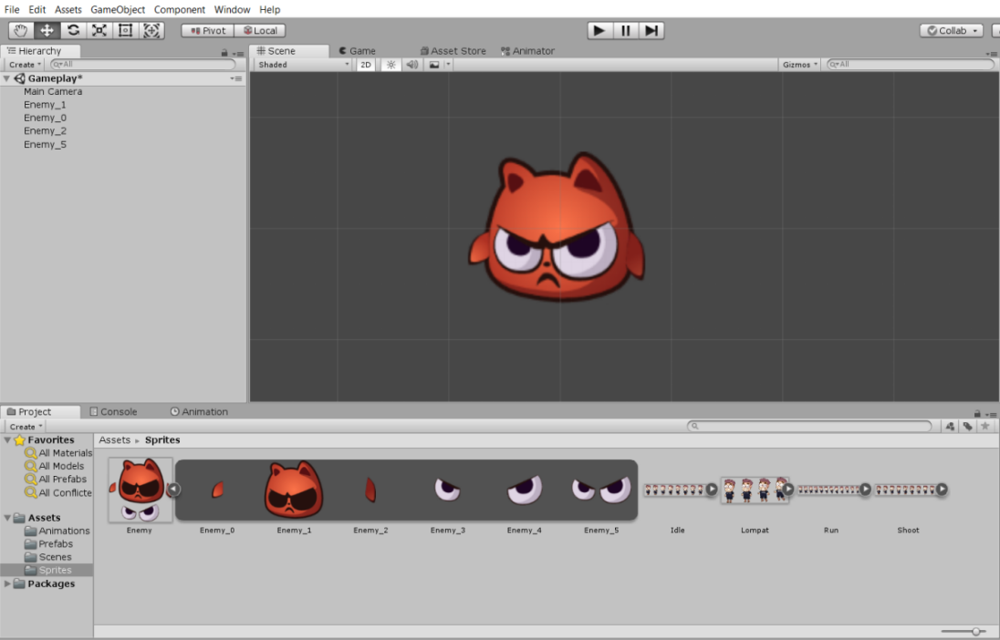 File Edit Assets GameObject Component Window Help
Pivot Local Collab
Hierarchy
Create All
Gameplay*
Main Camera
Enemy_1
Enemy_0
Enemy_2
Enemy_5
Scene Game Asset Store Animator
Shaded 2D Gizmos All
Project Console Animation
Create
Favorites
All Materials
All Models
All Prefabs
All Conflicte
Assets
Animations
Prefabs
Scenes
Sprites
Packages
Assets Sprites
Enemy Enemy_0 Enemy_1 Enemy_2 Enemy_3 Enemy_4 Enemy_5 Idle Lompat Run Shoot